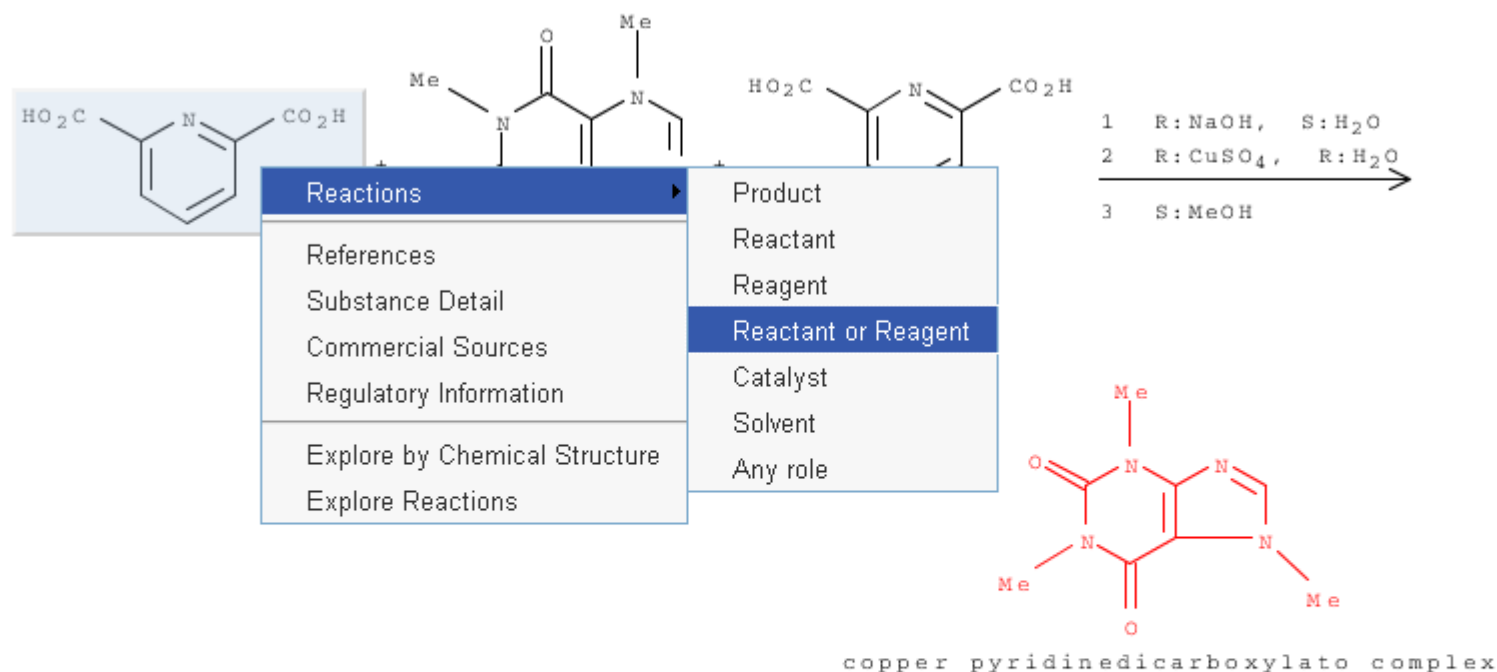 Me
O
Me
N
N
HO₂C
N
CO₂H
+
HO₂C
N
CO₂H
+
1 R:NaOH, S:H₂O
2 R:CuSO₄, R:H₂O
3 S:MeOH
Reactions
References
Substance Detail
Commercial Sources
Regulatory Information
Explore by Chemical Structure
Explore Reactions
Product
Reactant
Reagent
Reactant or Reagent
Catalyst
Solvent
Any role
Me
O
N
N
N
N
Me
Me
O
copper pyridinedicarboxylato complex